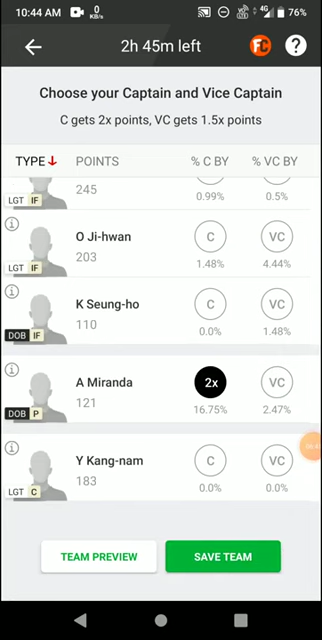 10:44 AM 0 KB/s 4G 76%
2h 45m left FC ?
Choose your Captain and Vice Captain
C gets 2x points, VC gets 1.5x points
TYPE POINTS % C BY % VC BY
245
0.99% 0.5%
LGT IF
O Ji-hwan C VC
203
1.48% 4.44%
LGT IF
K Seung-ho C VC
110
0.0% 1.48%
DOB IF
A Miranda 2x VC
121
16.75% 2.47%
DOB P
Y Kang-nam C VC
183
0.0% 0.0%
LGT C
TEAM PREVIEW SAVE TEAM